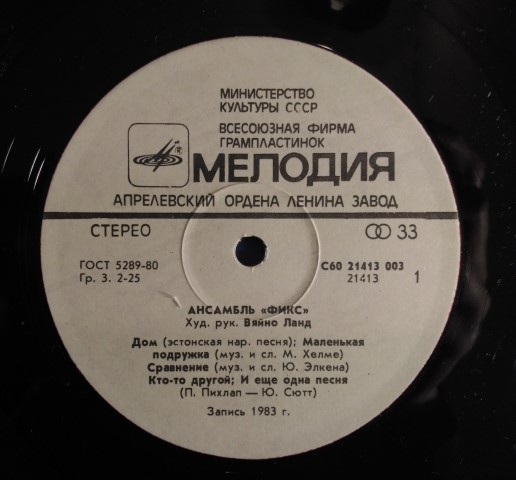 МИНИСТЕРСТВО
КУЛЬТУРЫ СССР
ВСЕСОЮЗНАЯ ФИРМА
ГРАМПЛАСТИНОК
МЕЛОДИЯ
АПРЕЛЕВСКИЙ ОРДЕНА ЛЕНИНА ЗАВОД
СТЕРЕО
33
ГОСТ 5289-80
Гр. 3. 2-25
С60 21413 003
21413
1
АНСАМБЛЬ «ФИКС»
Худ. рук. Вяйно Ланд
Дом (эстонская нар. песня); Маленькая
подружка (муз. и сл. М. Хелме)
Сравнение (муз. и сл. Ю. Элкена)
Кто-то другой; И еще одна песня
(П. Пихлап — Ю. Сютт)
Запись 1983 г.